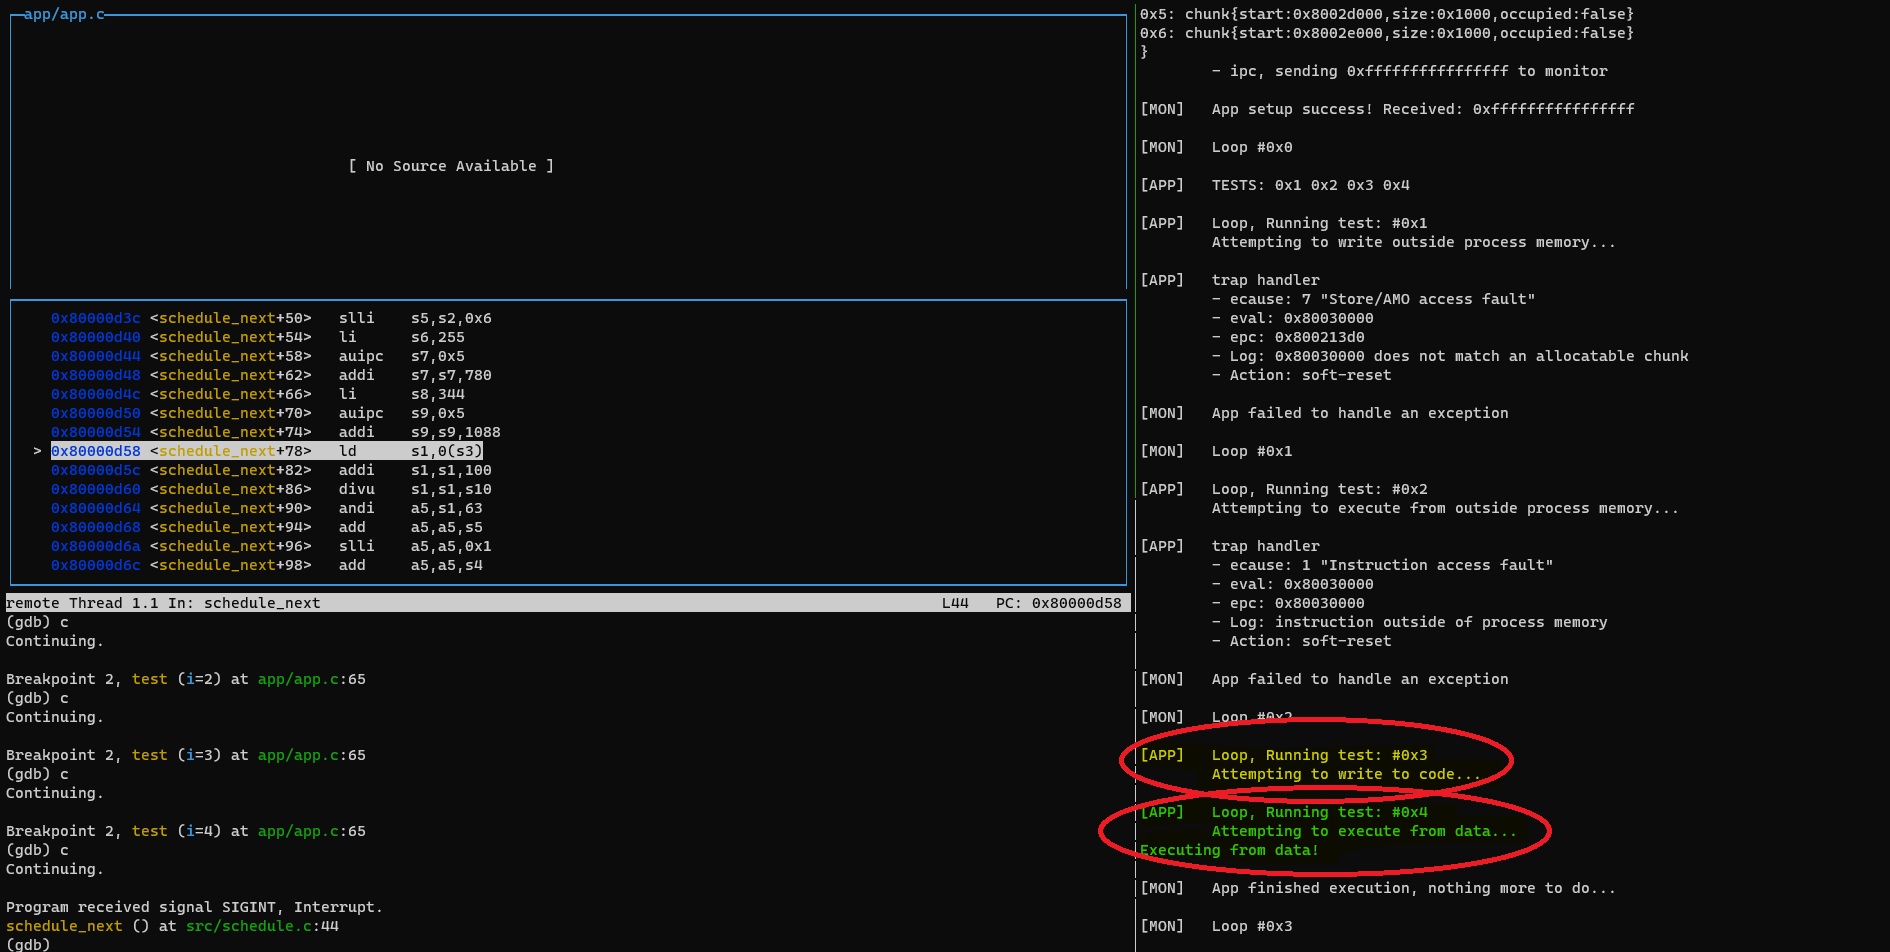 app/app.c
[ No Source Available ]
0x80000d3c <schedule_next+50>   slli    s5,s2,0x6
0x80000d40 <schedule_next+54>   li      s6,255
0x80000d44 <schedule_next+58>   auipc   s7,0x5
0x80000d48 <schedule_next+62>   addi    s7,s7,780
0x80000d4c <schedule_next+66>   li      s8,344
0x80000d50 <schedule_next+70>   auipc   s9,0x5
0x80000d54 <schedule_next+74>   addi    s9,s9,1088
> 0x80000d58 <schedule_next+78>   ld      s1,0(s3)
0x80000d5c <schedule_next+82>   addi    s1,s1,100
0x80000d60 <schedule_next+86>   divu    s1,s1,s10
0x80000d64 <schedule_next+90>   andi    a5,s1,63
0x80000d68 <schedule_next+94>   add     a5,a5,s5
0x80000d6a <schedule_next+96>   slli    a5,a5,0x1
0x80000d6c <schedule_next+98>   add     a5,a5,s4
remote Thread 1.1 In: schedule_next   L44   PC: 0x80000d58
(gdb) c
Continuing.
Breakpoint 2, test (i=2) at app/app.c:65
(gdb) c
Continuing.
Breakpoint 2, test (i=3) at app/app.c:65
(gdb) c
Continuing.
Breakpoint 2, test (i=4) at app/app.c:65
(gdb) c
Continuing.
Program received signal SIGINT, Interrupt.
schedule_next () at src/schedule.c:44
(gdb)
0x5: chunk{start:0x8002d000,size:0x1000,occupied:false}
0x6: chunk{start:0x8002e000,size:0x1000,occupied:false}
}
- ipc, sending 0xffffffffffffffff to monitor
[MON]   App setup success! Received: 0xffffffffffffffff
[MON]   Loop #0x0
[APP]   TESTS: 0x1 0x2 0x3 0x4
[APP]   Loop, Running test: #0x1
Attempting to write outside process memory...
[APP]   trap handler
- ecause: 7 "Store/AMO access fault"
- eval: 0x80030000
- epc: 0x800213d0
- Log: 0x80030000 does not match an allocatable chunk
- Action: soft-reset
[MON]   App failed to handle an exception
[MON]   Loop #0x1
[APP]   Loop, Running test: #0x2
Attempting to execute from outside process memory...
[APP]   trap handler
- ecause: 1 "Instruction access fault"
- eval: 0x80030000
- epc: 0x80030000
- Log: instruction outside of process memory
- Action: soft-reset
[MON]   App failed to handle an exception
[MON]   Loop #0x2
[APP]   Loop, Running test: #0x3
Attempting to write to code...
[APP]   Loop, Running test: #0x4
Attempting to execute from data...
Executing from data!
[MON]   App finished execution, nothing more to do...
[MON]   Loop #0x3